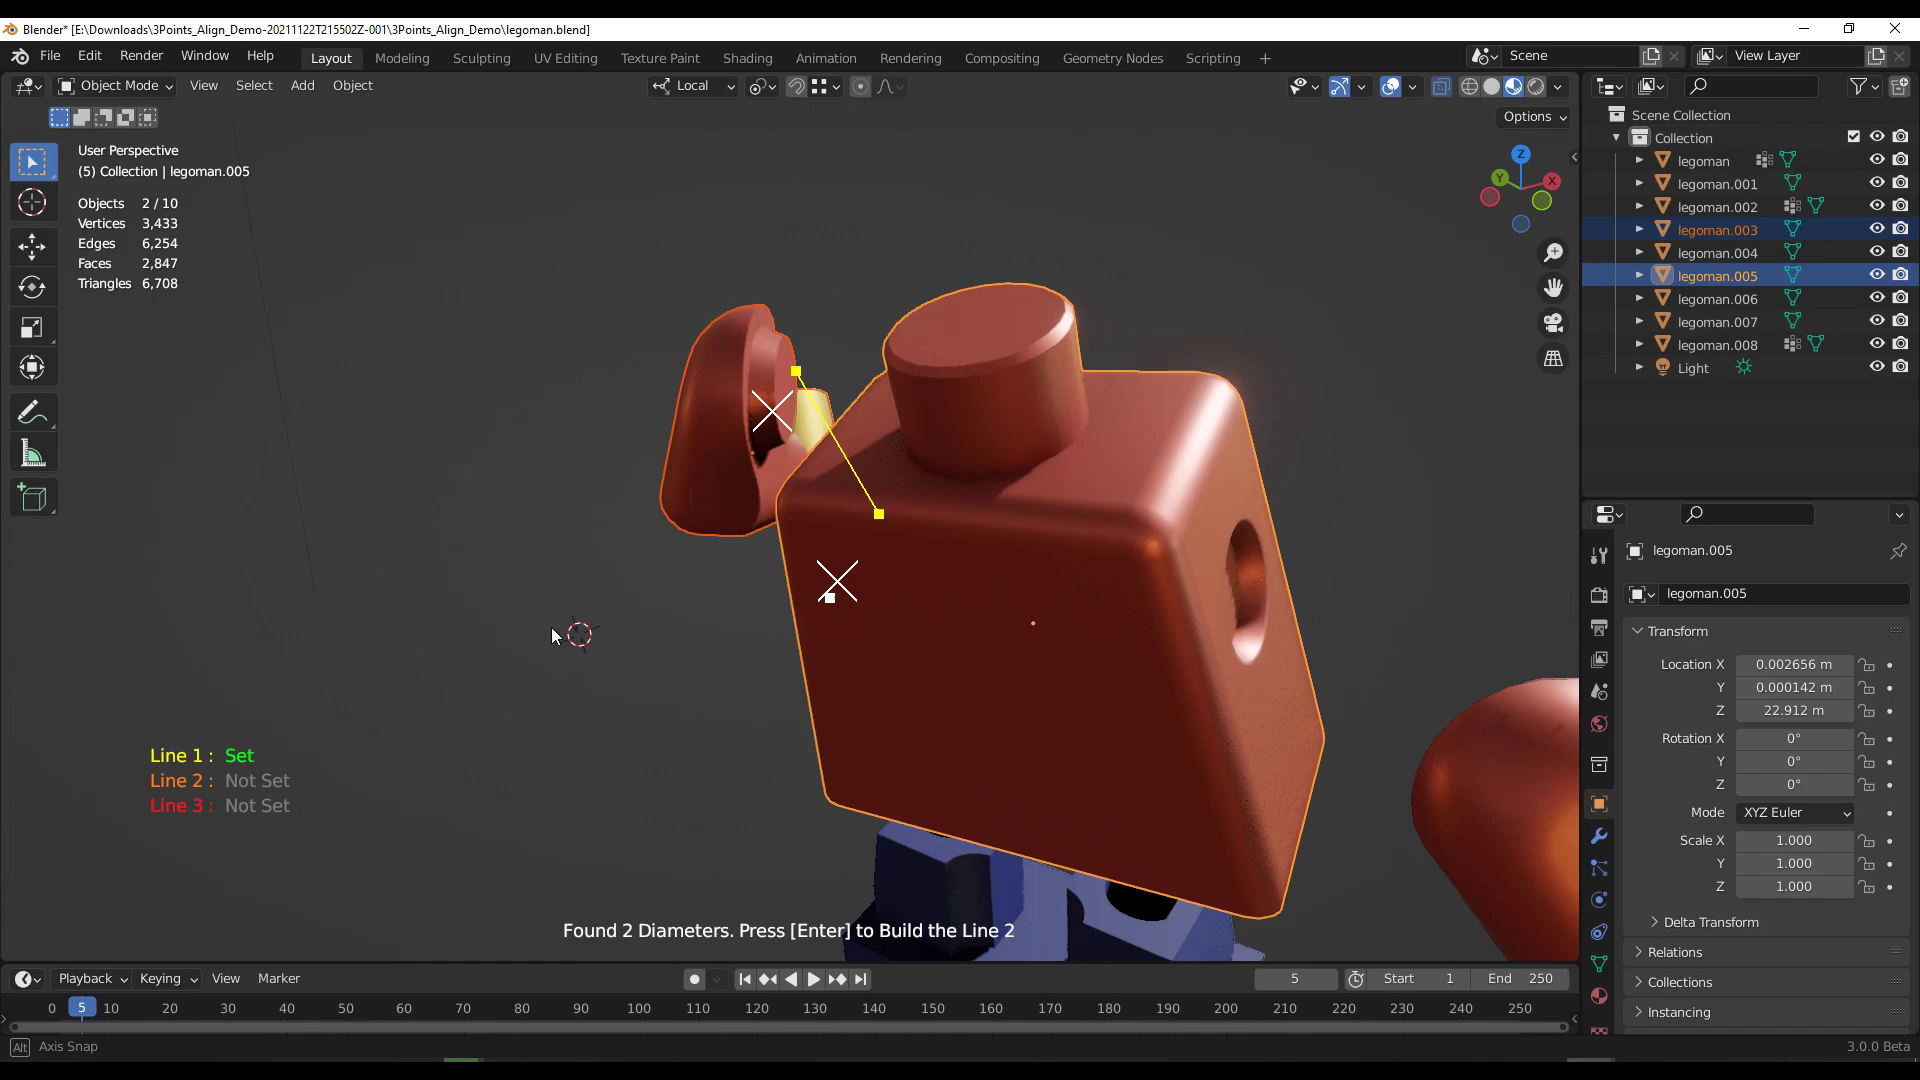 Blender* [E:\Downloads\3Points_Align_Demo-20211122T215502Z-001\3Points_Align_Demo\legoman.blend]
File Edit Render Window Help Layout Modeling Sculpting UV Editing Texture Paint Shading Animation Rendering Compositing Geometry Nodes Scripting + Scene View Layer
Object Mode View Select Add Object Local
Options
User Perspective
(5) Collection | legoman.005
Objects 2 / 10
Vertices 3,433
Edges 6,254
Faces 2,847
Triangles 6,708
Z
Y
X
Scene Collection
Collection
legoman
legoman.001
legoman.002
legoman.003
legoman.004
legoman.005
legoman.006
legoman.007
legoman.008
Light
legoman.005
legoman.005
Transform
Location X 0.002656 m
Y 0.000142 m
Z 22.912 m
Rotation X 0°
Y 0°
Z 0°
Mode XYZ Euler
Scale X 1.000
Y 1.000
Z 1.000
Delta Transform
Relations
Collections
Instancing
Line 1 : Set
Line 2 : Not Set
Line 3 : Not Set
Found 2 Diameters. Press [Enter] to Build the Line 2
Playback Keying View Marker 5 Start 1 End 250
0 5 10 20 30 40 50 60 70 80 90 100 110 120 130 140 150 160 170 180 190 200 210 220 230 240 250
Alt Axis Snap 3.0.0 Beta